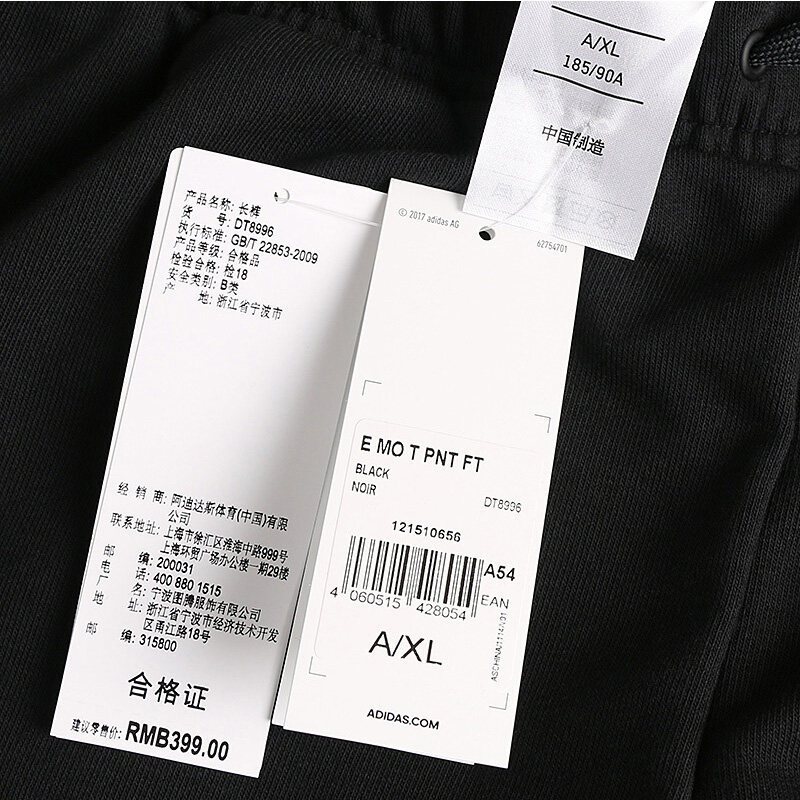 A/XL
185/90A
中国制造
产品名称: 长裤
货 号: DT8996
执行标准: GB/T 22853-2009
产品等级: 合格品
检验合格: 检18
安全类别: B类
产 地: 浙江省宁波市
经 销 商: 阿迪达斯体育(中国)有限
公司
联系地址: 上海市徐汇区淮海中路999号
上海环贸广场办公楼一期29楼
邮 编: 200031
电 话: 400 880 1515
厂 名: 宁波图腾服饰有限公司
地 址: 浙江省宁波市经济技术开发
区甬江路18号
邮 编: 315800
合格证
建议零售价: RMB399.00
© 2017 adidas AG
62754701
E MO T PNT FT
BLACK
NOIR
DT8996
121510656
A54
4 060515 428054
EAN
A/XL
ADIDAS.COM